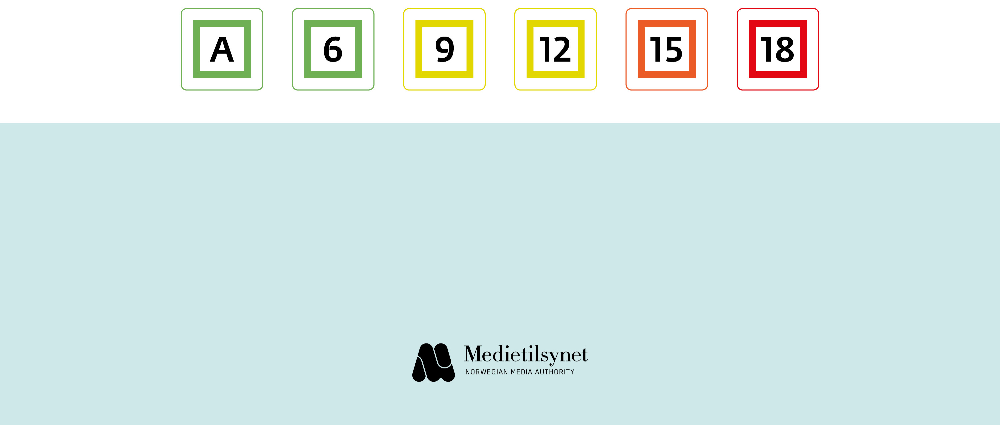 A 6 9 12 15 18
Medietilsynet
NORWEGIAN MEDIA AUTHORITY